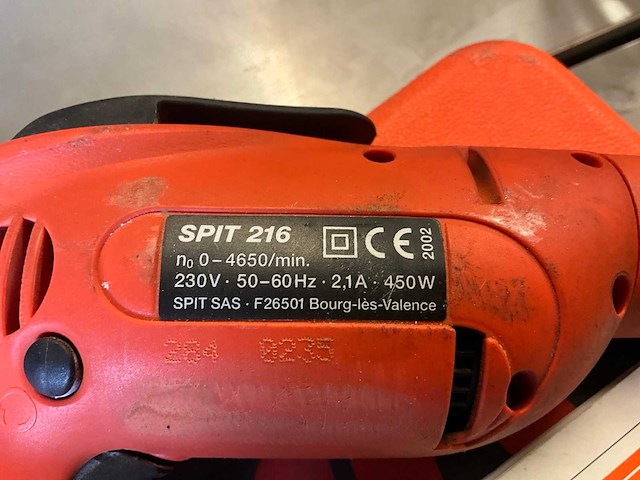 SPIT 216
CE
2002
n₀ 0–4650/min.
230V · 50–60Hz · 2,1A · 450W
SPIT SAS · F26501 Bourg-lès-Valence
284 0235